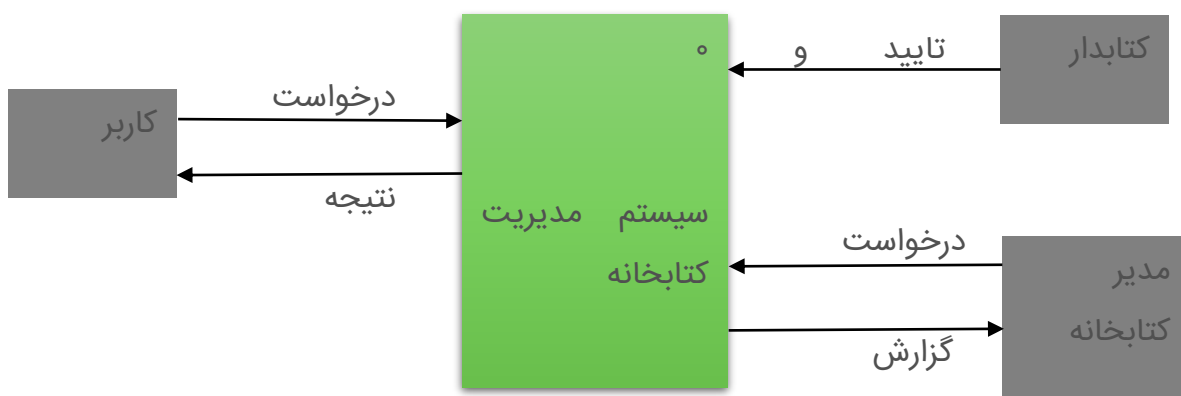 کتابدار
تایید و
۰
درخواست
کاربر
نتیجه
سیستم مدیریت
کتابخانه
درخواست
مدیر
کتابخانه
گزارش